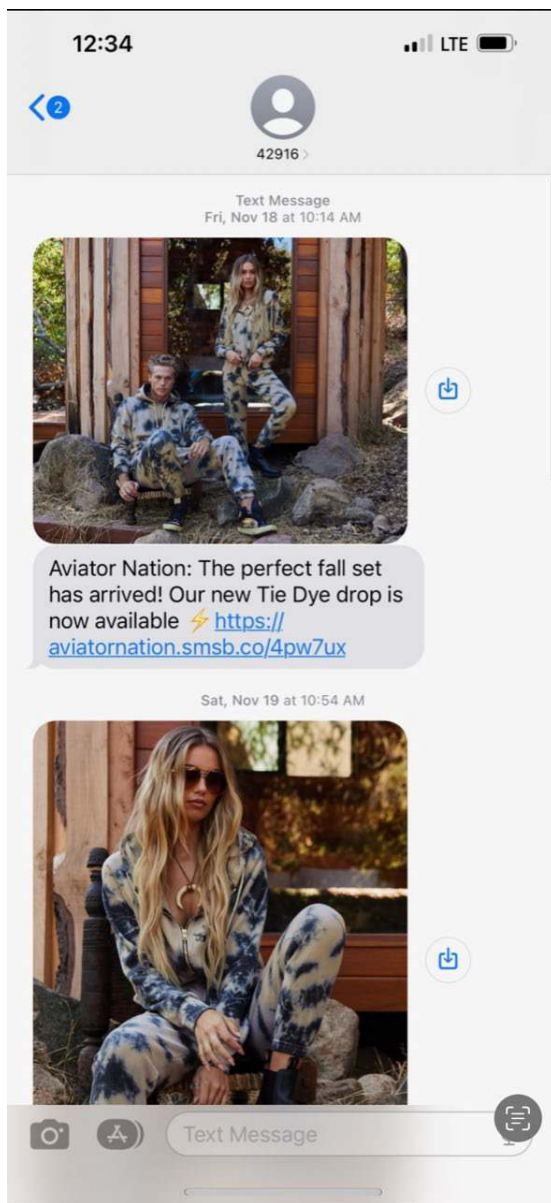 12:34
LTE
2
42916
Text Message
Fri, Nov 18 at 10:14 AM
Aviator Nation: The perfect fall set
has arrived! Our new Tie Dye drop is
now available ⚡ https://
aviatornation.smsb.co/4pw7ux
Sat, Nov 19 at 10:54 AM
Text Message